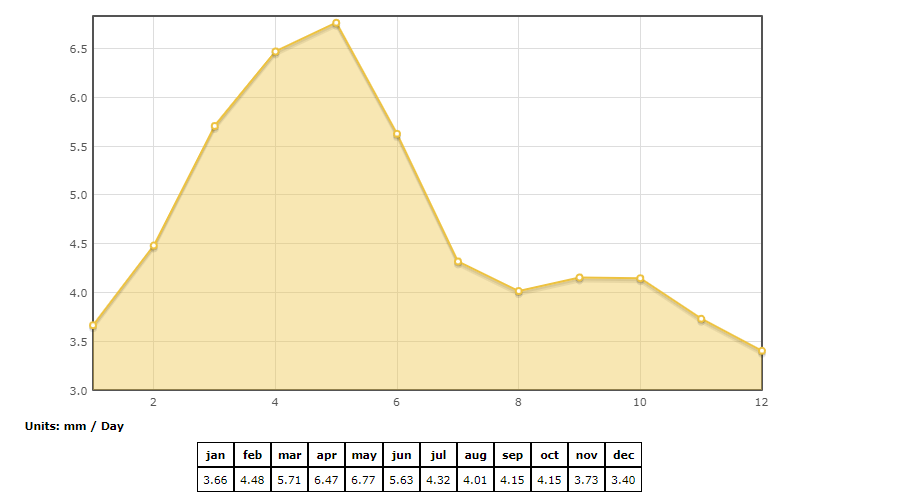 6.5
6.0
5.5
5.0
4.5
4.0
3.5
3.0
2 4 6 8 10 12
Units: mm / Day
jan feb mar apr may jun jul aug sep oct nov dec
3.66 4.48 5.71 6.47 6.77 5.63 4.32 4.01 4.15 4.15 3.73 3.40